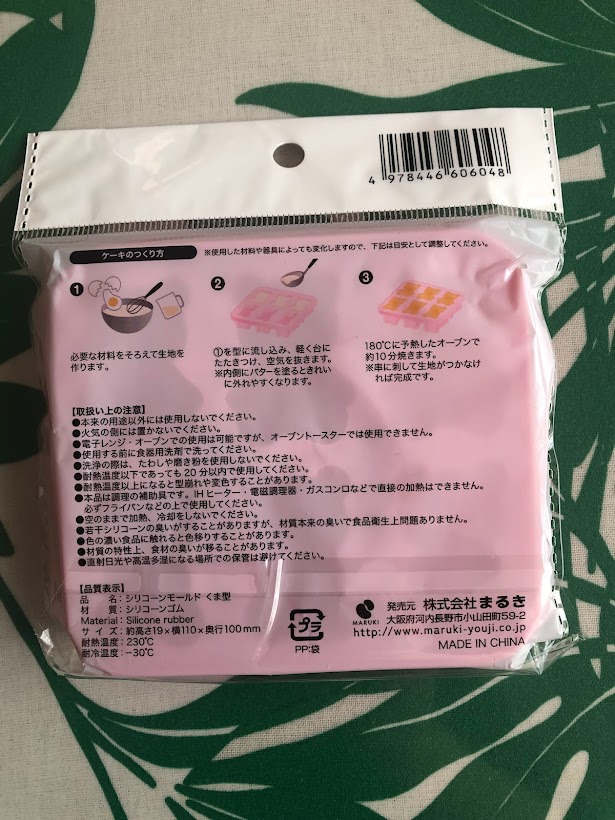 4 978446 606048
ケーキのつくり方
※使用した材料や器具によっても変化しますので、下記は目安として調整してください。
1
必要な材料をそろえて生地を
作ります。
2
①を型に流し込み、軽く台に
たたきつけ、空気を抜きます。
※内側にバターを塗るときれい
に外れやすくなります。
3
180℃に予熱したオーブンで
約10分焼きます。
※串に刺して生地がつかなけ
れば完成です。
【取扱い上の注意】
●本来の用途以外には使用しないでください。
●火気の側には置かないでください。
●電子レンジ・オーブンでの使用は可能ですが、オーブントースターでは使用できません。
●使用する前に食器用洗剤で洗ってください。
●洗浄の際は、たわしや磨き粉を使用しないでください。
●耐熱温度以下であっても20分以内で使用してください。
●耐熱温度以上になると型崩れや変色することがあります。
●本品は調理の補助具です。IHヒーター・電磁調理器・ガスコンロなどで直接の加熱はできません。
必ずフライパンなどの上で使用してください。
●空のままで加熱、冷却をしないでください。
●若干シリコーンの臭いがすることがありますが、材質本来の臭いで食品衛生上問題ありません。
●色の濃い食品に触れると色移りすることがあります。
●材質の特性上、食材の臭いが移ることがあります。
●直射日光や高温多湿になる場所での保管は避けてください。
【品質表示】
品名：シリコーンモールド くま型
材質：シリコーンゴム
Material：Silicone rubber
サイズ：約高さ19×横110×奥行100mm
耐熱温度：230℃
耐冷温度：-30℃
プラ
PP:袋
MARUKI
発売元 株式会社まるき
大阪府河内長野市小山田町59-2
http://www.maruki-youji.co.jp
MADE IN CHINA